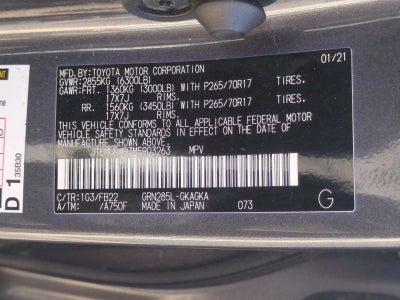 MFD.BY:TOYOTA MOTOR CORPORATION 01/21
GVWR:2855KG (6300LB)
GAWR:FRT. 1360KG (3000LB) WITH P265/70R17 TIRES.
17X7J RIMS.
RR. 1560KG (3450LB) WITH P265/70R17 TIRES.
17X7J RIMS.
THIS VEHICLE CONFORMS TO ALL APPLICABLE FEDERAL MOTOR
VEHICLE SAFETY STANDARDS IN EFFECT ON THE DATE OF
MANUFACTURE SHOWN ABOVE.
MPV
C/TR:1G3/FB22 GRN285L-GKAGKA
A/TM: /A750F MADE IN JAPAN 073 G
D 1
35B30